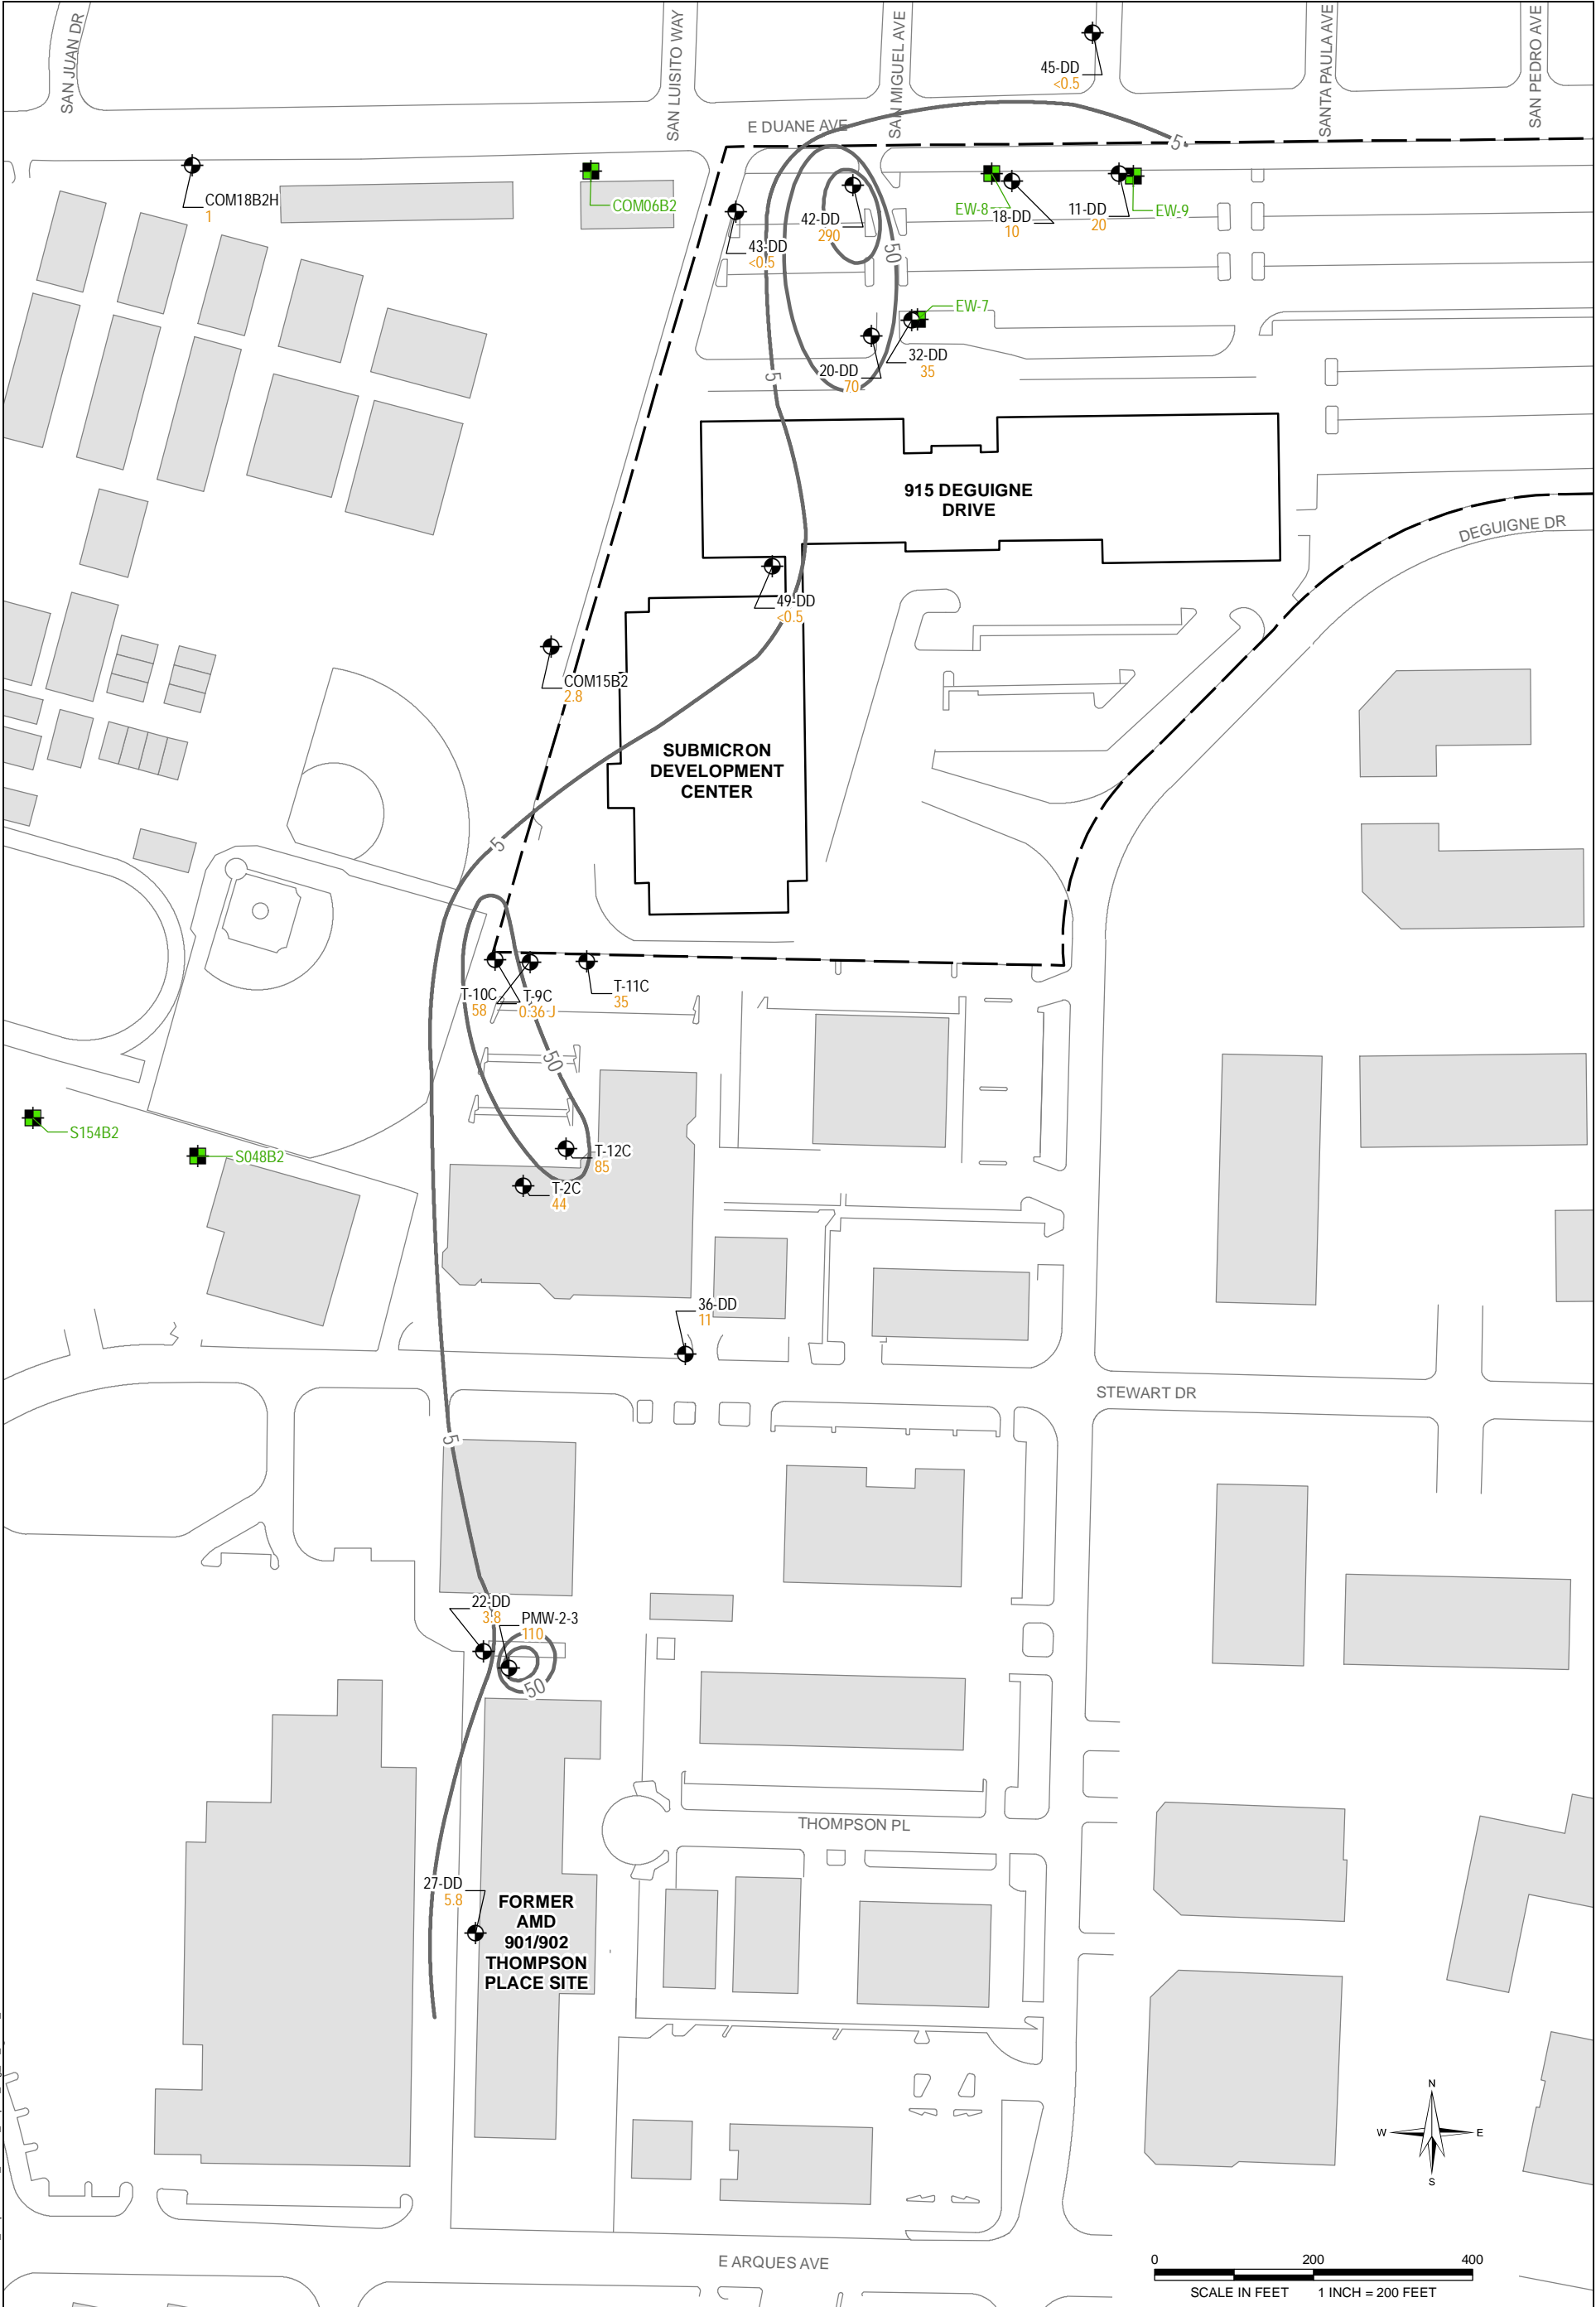 SAN JUAN DR
SAN LUISITO WAY
SAN MIGUEL AVE
SANTA PAULA AVE
SAN PEDRO AVE
45-DD
<0.5
E DUANE AVE
5
COM18B2H
1
COM06B2
43-DD
<0.5
42-DD
290
50
EW-8
18-DD
10
11-DD
20
EW-9
EW-7
32-DD
35
20-DD
70
5
915 DEGUIGNE
DRIVE
DEGUIGNE DR
49-DD
<0.5
COM15B2
2.8
SUBMICRON
DEVELOPMENT
CENTER
5
T-10C
58
T-9C
0.36 J
T-11C
35
50
S154B2
S048B2
T-12C
85
T-2C
44
36-DD
11
STEWART DR
5
22-DD
3.8
PMW-2-3
110
50
THOMPSON PL
27-DD
5.8
FORMER
AMD
901/902
THOMPSON
PLACE SITE
N
W
E
S
E ARQUES AVE
0
200
400
SCALE IN FEET
1 INCH = 200 FEET